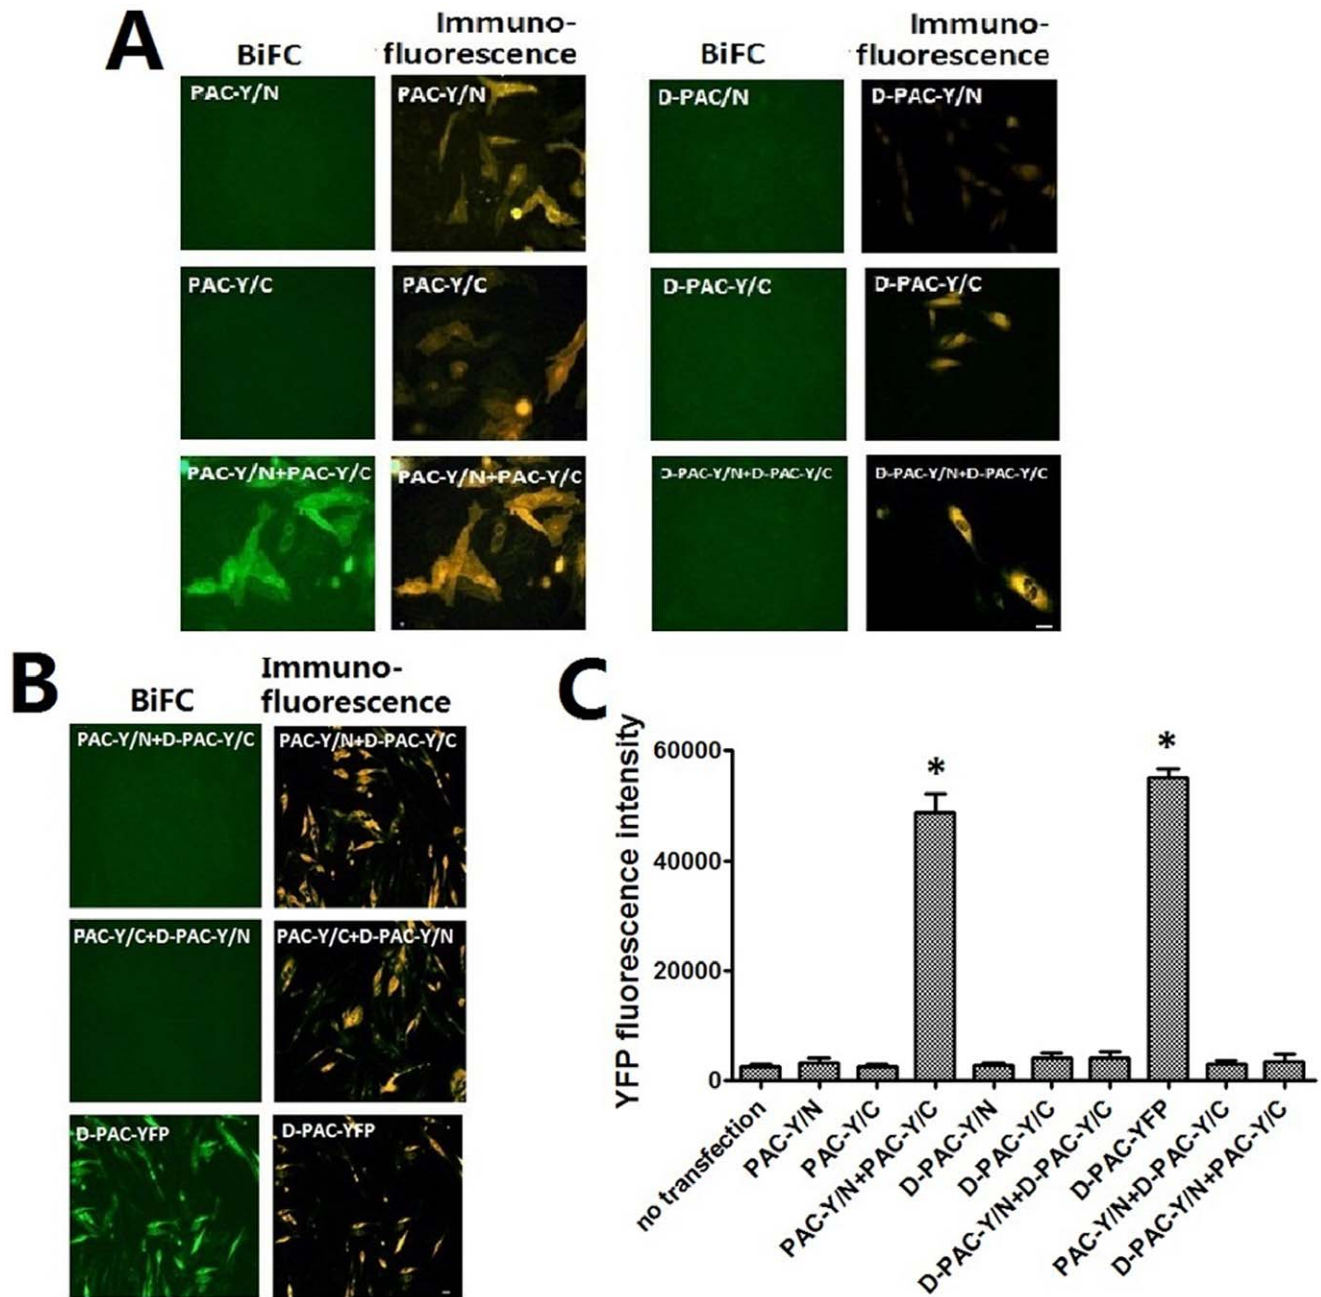 A
BiFC
Immuno-
fluorescence
BiFC
Immuno-
fluorescence
PAC-Y/N
PAC-Y/N
D-PAC/N
D-PAC-Y/N
PAC-Y/C
PAC-Y/C
D-PAC-Y/C
D-PAC-Y/C
PAC-Y/N+PAC-Y/C
PAC-Y/N+PAC-Y/C
D-PAC-Y/N+D-PAC-Y/C
D-PAC-Y/N+D-PAC-Y/C
B
BiFC
Immuno-
fluorescence
PAC-Y/N+D-PAC-Y/C
PAC-Y/N+D-PAC-Y/C
PAC-Y/C+D-PAC-Y/N
PAC-Y/C+D-PAC-Y/N
D-PAC-YFP
D-PAC-YFP
C
YFP fluorescence intensity
60000
40000
20000
0
*
*
no transfection
PAC-Y/N
PAC-Y/C
PAC-Y/N+PAC-Y/C
D-PAC-Y/N
D-PAC-Y/C
D-PAC-Y/N+D-PAC-Y/C
D-PAC-YFP
PAC-Y/N+D-PAC-Y/C
D-PAC-Y/N+PAC-Y/C